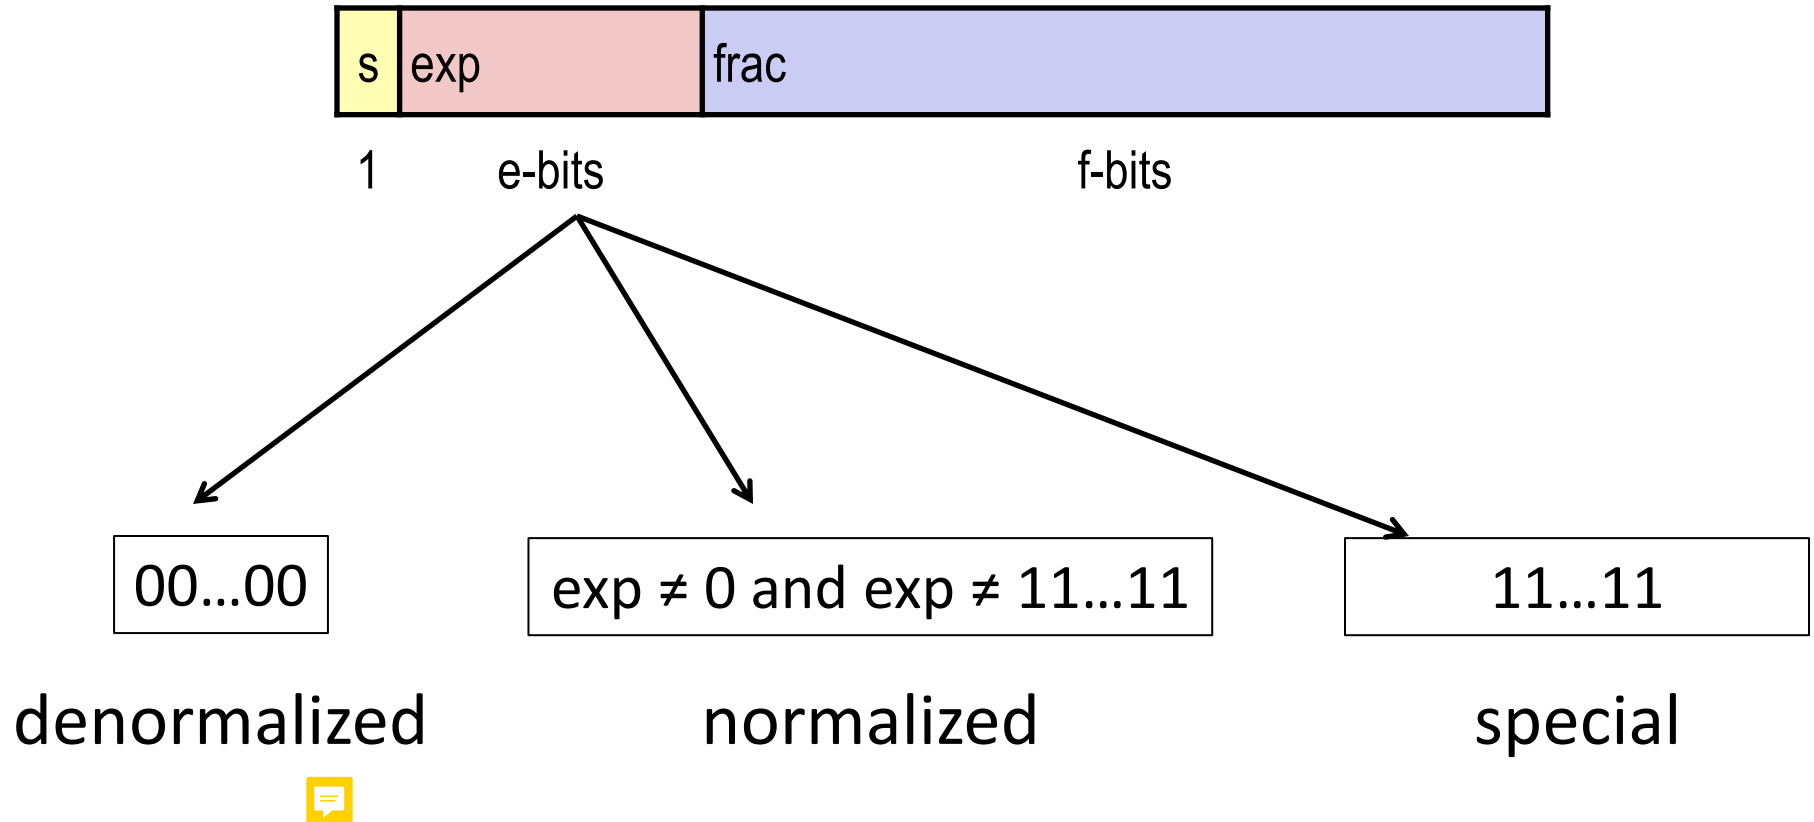 s exp frac
1 e-bits f-bits
00...00 exp ≠ 0 and exp ≠ 11...11 11...11
denormalized normalized special